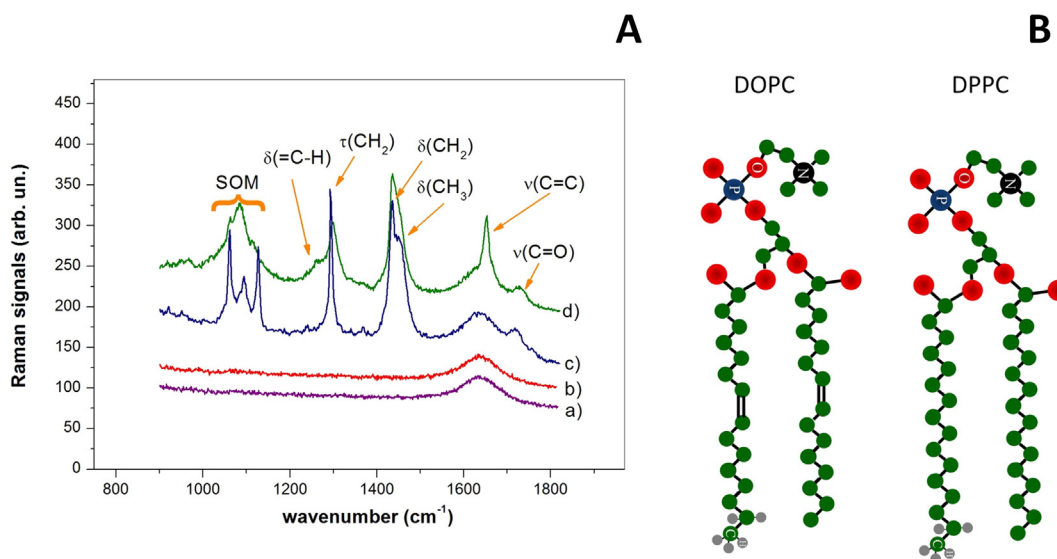 A
B
DOPC
DPPC
450
400
350
300
250
200
150
100
50
0
Raman signals (arb. un.)
800
1000
1200
1400
1600
1800
wavenumber (cm⁻¹)
SOM
δ(=C-H)
τ(CH₂)
δ(CH₂)
δ(CH₃)
ν(C=C)
ν(C=O)
d)
c)
b)
a)
O
P
N
C
H
O
P
N
C
H